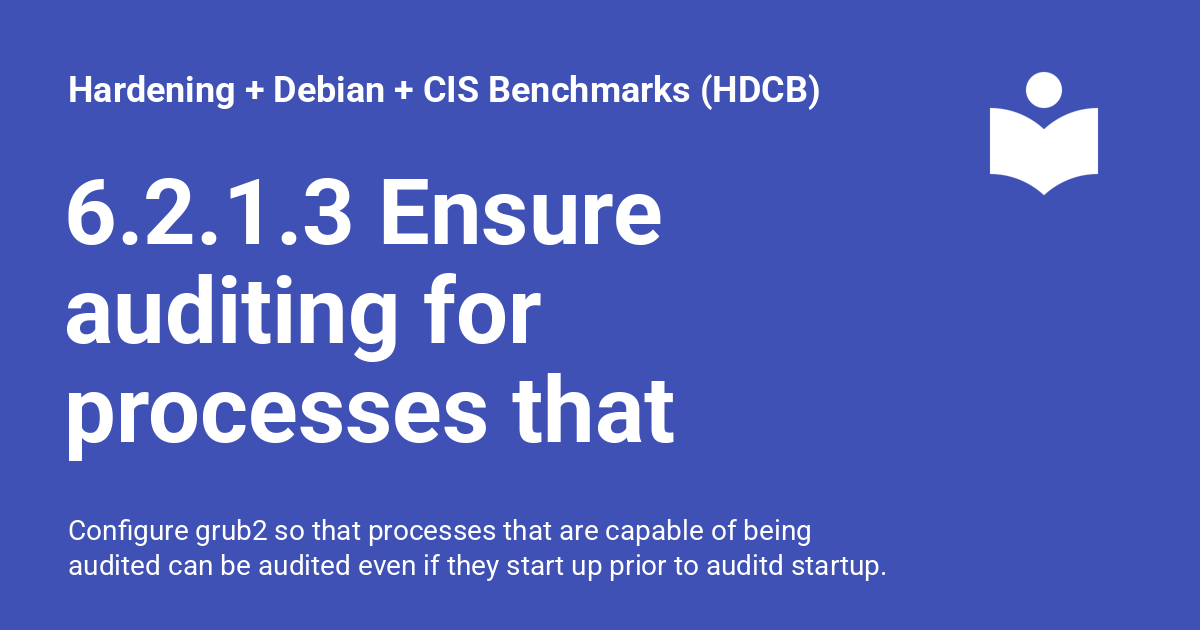 Hardening + Debian + CIS Benchmarks (HDCB)
6.2.1.3 Ensure
auditing for
processes that
Configure grub2 so that processes that are capable of being
audited can be audited even if they start up prior to auditd startup.